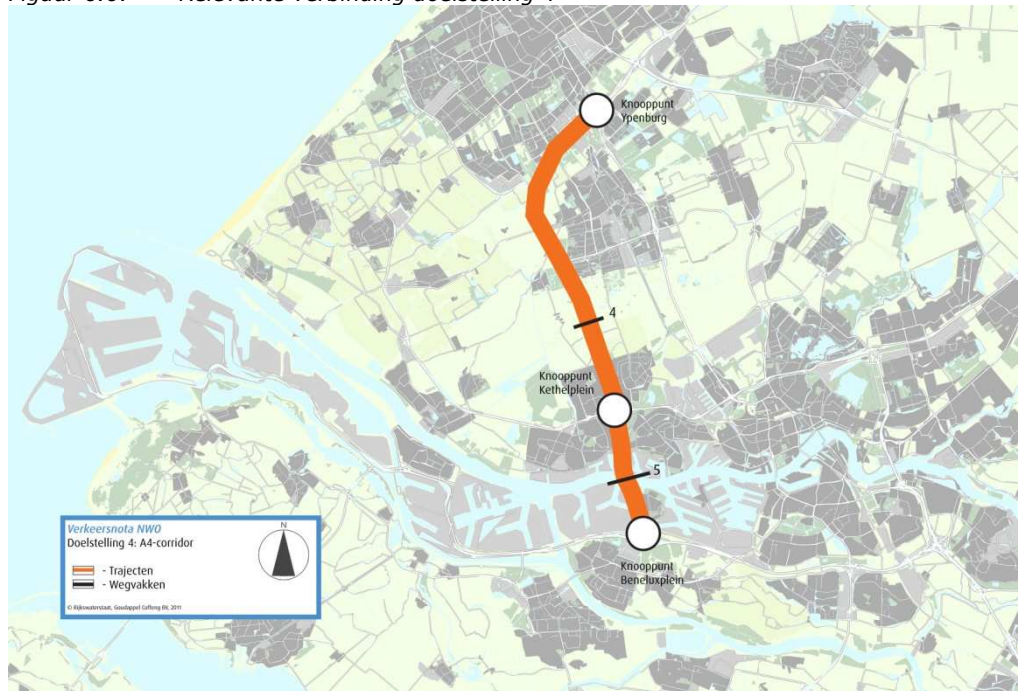 Knooppunt
Ypenburg
4
Knooppunt
Kethelplein
5
Knooppunt
Beneluxplein
Verkeersnota NWO
Doelstelling 4: A4-corridor
N
- Trajecten
- Wegvakken
© Rijkswaterstaat, Goudappel Coffeng BV, 2011